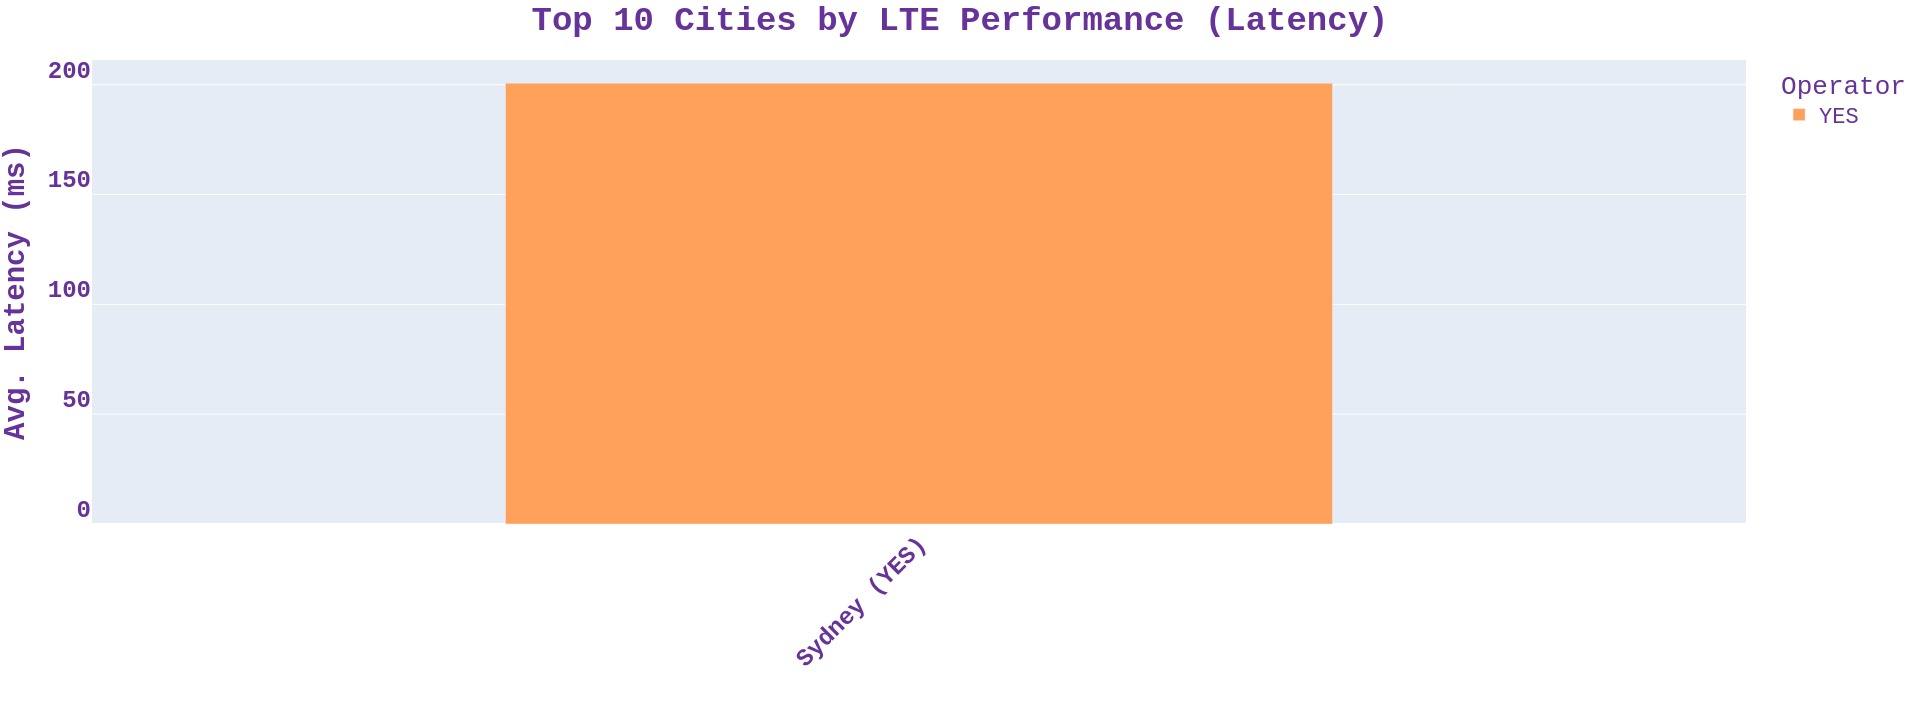 Top 10 Cities by LTE Performance (Latency)
Avg. Latency (ms)
200
150
100
50
0
Sydney (YES)
Operator
YES